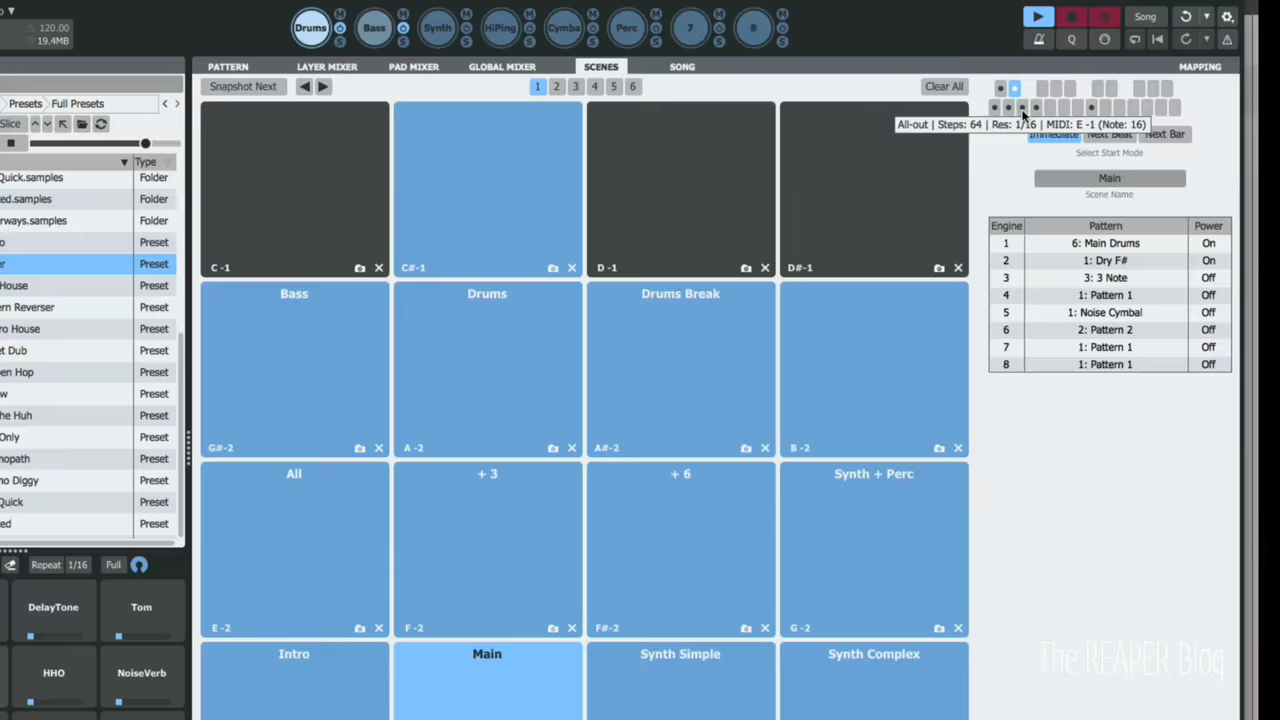 120.00
19.4MB
Drums M S Bass M S Synth M S HiPing M S Cymba M S Perc M S 7 M S 8 M S
Song
Q
PATTERN LAYER MIXER PAD MIXER GLOBAL MIXER SCENES SONG MAPPING
Snapshot Next 1 2 3 4 5 6 Clear All
Presets Full Presets
Slice
Type
Quick.samples Folder
ed.samples Folder
rways.samples Folder
o Preset
r Preset
House Preset
rn Reverser Preset
ro House Preset
et Dub Preset
en Hop Preset
w Preset
he Huh Preset
Only Preset
mopath Preset
no Diggy Preset
Quick Preset
ed Preset
Repeat 1/16 Full
DelayTone Tom
HHO NoiseVerb
C -1 C#-1 D -1 D#-1
Bass Drums Drums Break
G#-2 A -2 A#-2 B -2
All + 3 + 6 Synth + Perc
E -2 F -2 F#-2 G -2
Intro Main Synth Simple Synth Complex
All-out | Steps: 64 | Res: 1/16 | MIDI: E -1 (Note: 16)
Immediate Next Beat Next Bar
Select Start Mode
Main
Scene Name
Engine Pattern Power
1 6: Main Drums On
2 1: Dry F# On
3 3: 3 Note Off
4 1: Pattern 1 Off
5 1: Noise Cymbal Off
6 2: Pattern 2 Off
7 1: Pattern 1 Off
8 1: Pattern 1 Off
The REAPER Blog